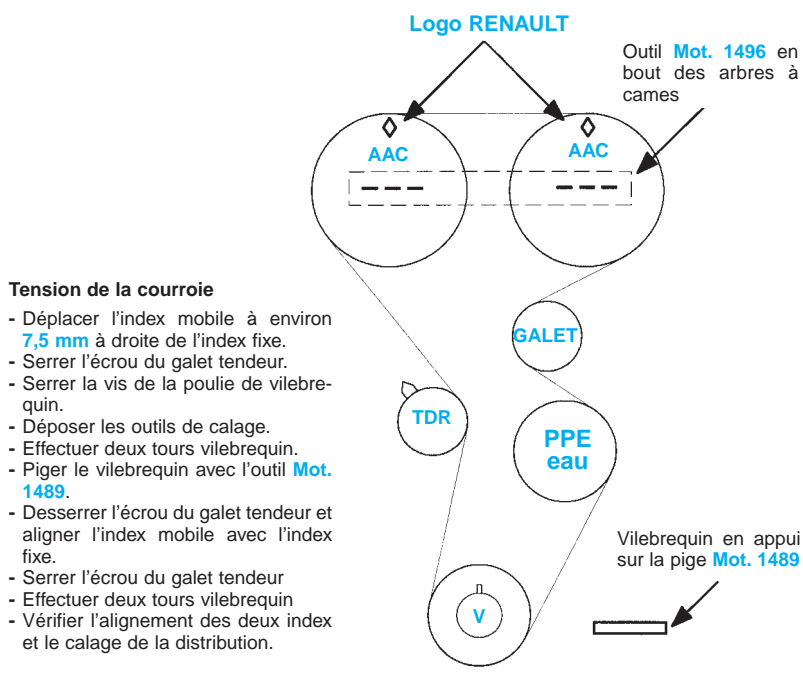 Logo RENAULT
Outil Mot. 1496 en
bout des arbres à
cames
AAC
AAC
Tension de la courroie
- Déplacer l'index mobile à environ
7,5 mm à droite de l'index fixe.
- Serrer l'écrou du galet tendeur.
- Serrer la vis de la poulie de vilebre-
quin.
- Déposer les outils de calage.
- Effectuer deux tours vilebrequin.
- Piger le vilebrequin avec l'outil Mot.
1489.
- Desserrer l'écrou du galet tendeur et
aligner l'index mobile avec l'index
fixe.
- Serrer l'écrou du galet tendeur
- Effectuer deux tours vilebrequin
- Vérifier l'alignement des deux index
et le calage de la distribution.
GALET
TDR
PPE
eau
Vilebrequin en appui
sur la pige Mot. 1489
V